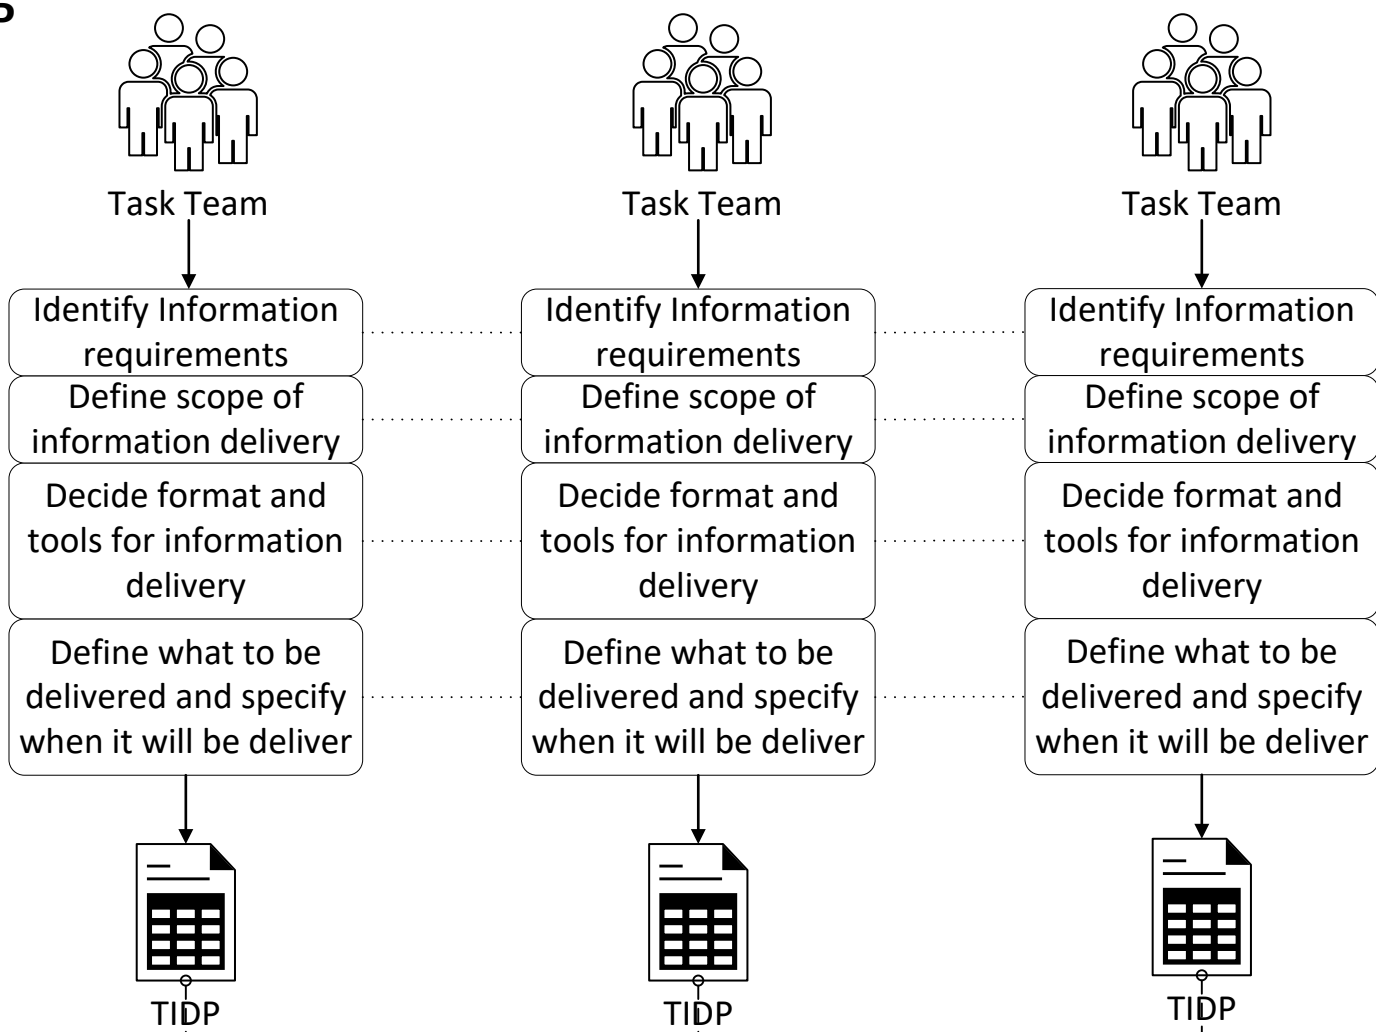 Task Team
Task Team
Task Team
Identify Information
requirements
Identify Information
requirements
Identify Information
requirements
Define scope of
information delivery
Define scope of
information delivery
Define scope of
information delivery
Decide format and
tools for information
delivery
Decide format and
tools for information
delivery
Decide format and
tools for information
delivery
Define what to be
delivered and specify
when it will be deliver
Define what to be
delivered and specify
when it will be deliver
Define what to be
delivered and specify
when it will be deliver
TIDP
TIDP
TIDP